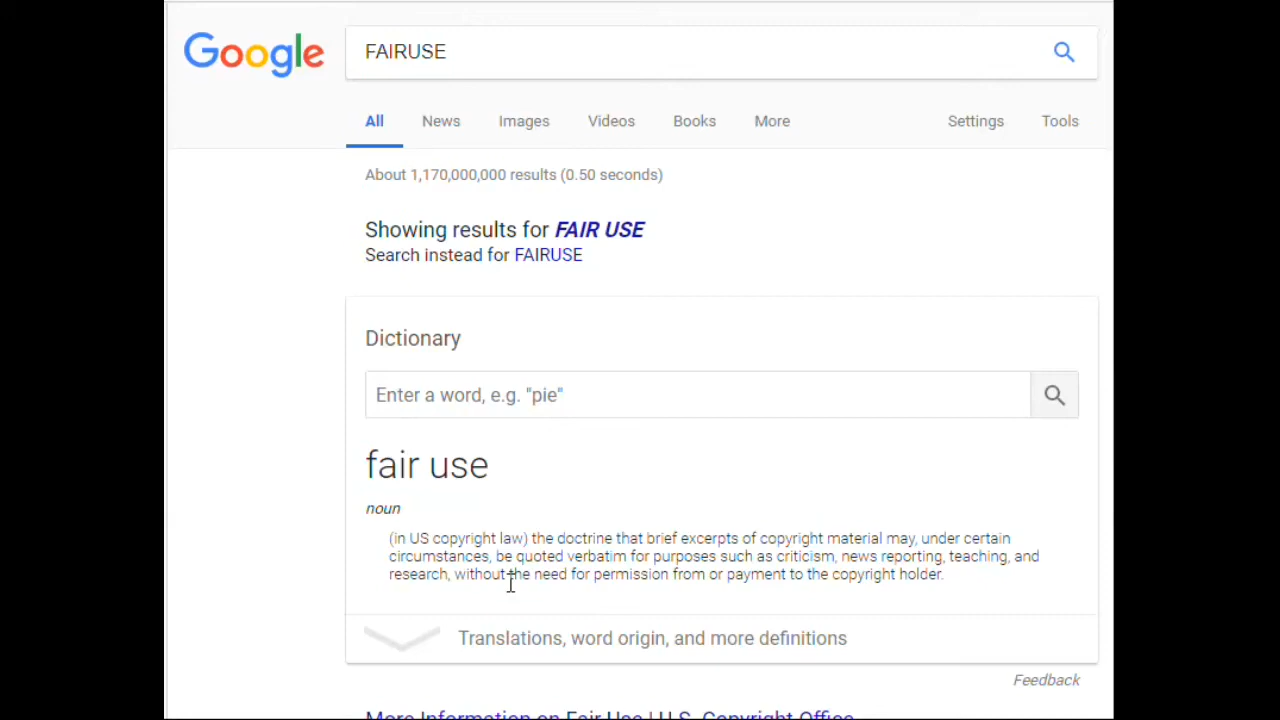 Google
FAIRUSE
All News Images Videos Books More Settings Tools
About 1,170,000,000 results (0.50 seconds)
Showing results for FAIR USE
Search instead for FAIRUSE
Dictionary
Enter a word, e.g. "pie"
fair use
noun
(in US copyright law) the doctrine that brief excerpts of copyright material may, under certain
circumstances, be quoted verbatim for purposes such as criticism, news reporting, teaching, and
research, without the need for permission from or payment to the copyright holder.
Translations, word origin, and more definitions
Feedback
More Information on Fair Use | U.S. Copyright Office